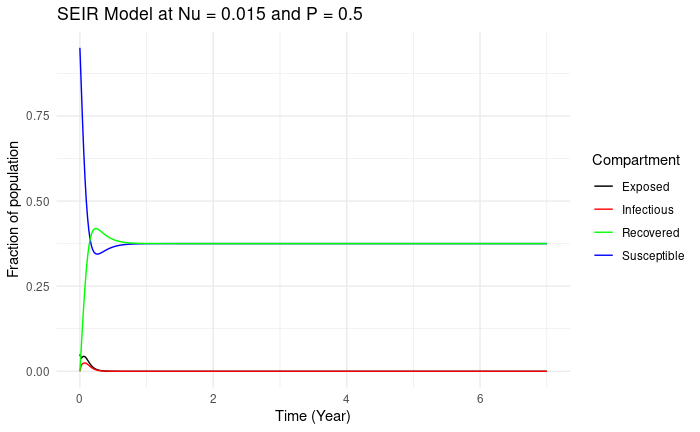 SEIR Model at Nu = 0.015 and P = 0.5
Fraction of population
0.75
0.50
0.25
0.00
0
2
4
6
Time (Year)
Compartment
Exposed
Infectious
Recovered
Susceptible